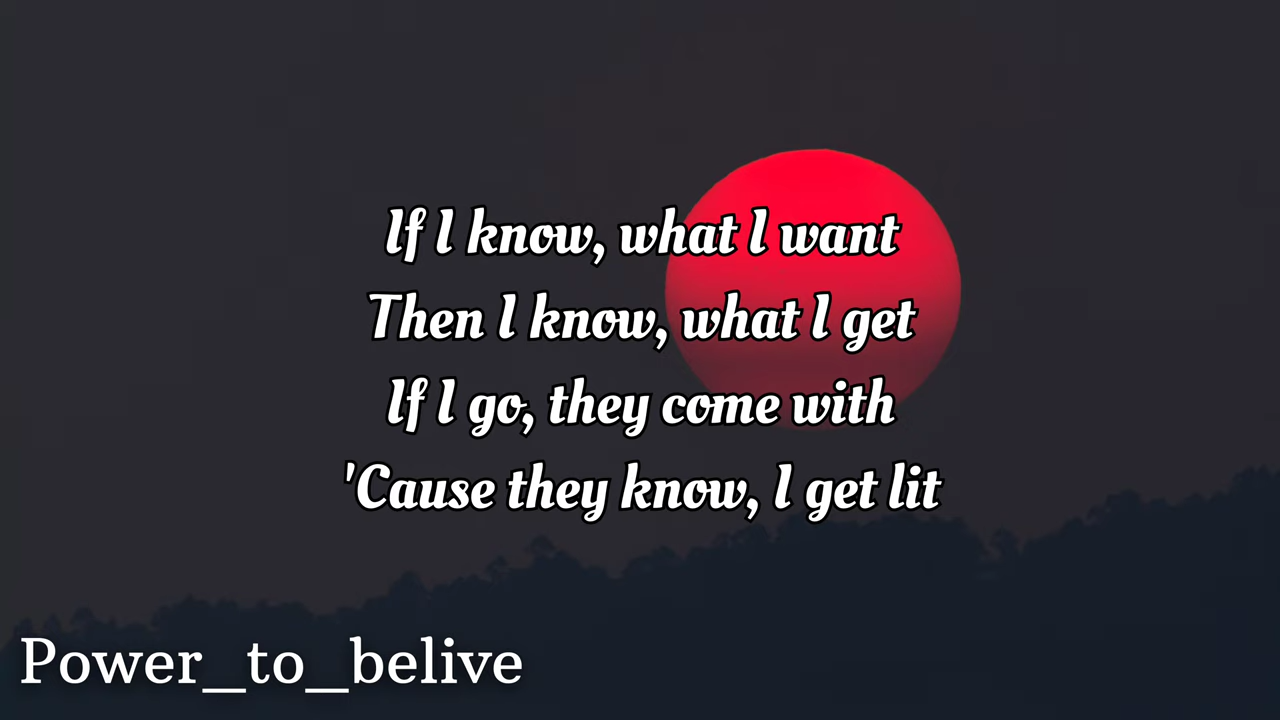 If I know, what I want
Then I know, what I get
If I go, they come with
'Cause they know, I get lit
Power_to_belive